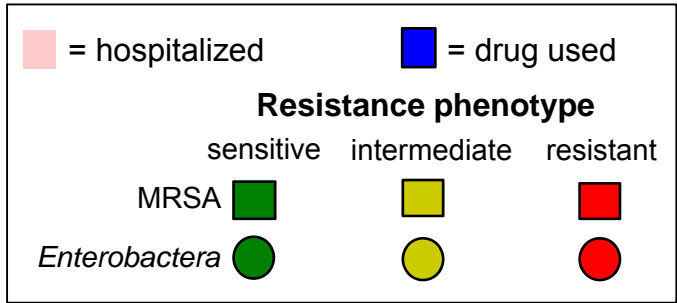 = hospitalized = drug used
Resistance phenotype
sensitive intermediate resistant
MRSA
Enterobactera